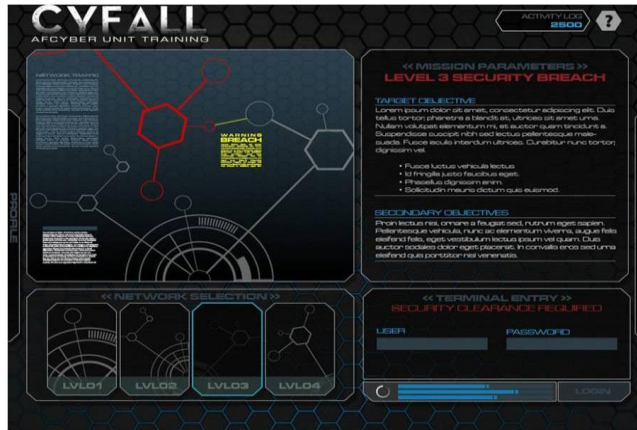 CYFALL
AFCYBER UNIT TRAINING
ACTIVITY LOG
2500
?
PROFILE
NETWORK TRAFFIC
WARNING
BREACH
<< MISSION PARAMETERS >>
LEVEL 3 SECURITY BREACH
TARGET OBJECTIVE
Lorem ipsum dolor sit amet, consectetur adipiscing elit. Duis
tellus tortor, pharetra a blandit et, ultrices sit amet urna.
Nullam volutpat elementum mi, et auctor quam tincidunt a.
Suspendisse suscipit nibh sed lectus pellentesque male-
suada. Fusce iaculis interdum ultrices. Curabitur nunc tortor,
dignissim vel
• Fusce luctus vehicula lectus
• Id fringilla justo faucibus eget.
• Phasellus dignissim enim.
• Sollicitudin mauris dictum quis euismod.
SECONDARY OBJECTIVES
Proin lectus nisi, ornare a feugiat sed, rutrum eget sapien.
Pellentesque vehicula, nunc ac elementum viverra, augue felis
eleifend felis, eget vestibulum lectus ipsum vel quam. Duis
auctor sodales dolor eget placerat. In convallis eros sed urna
eleifend quis porttitor nisl venenatis.
<< NETWORK SELECTION >>
LVL01
LVL02
LVL03
LVL04
<< TERMINAL ENTRY >>
SECURITY CLEARANCE REQUIRED
USER
PASSWORD
LOGIN